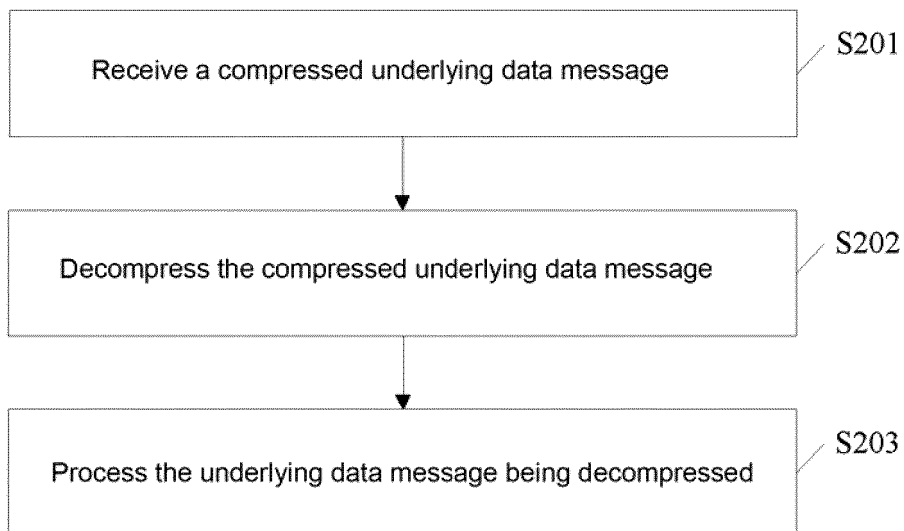 Receive a compressed underlying data message
S201
Decompress the compressed underlying data message
S202
Process the underlying data message being decompressed
S203